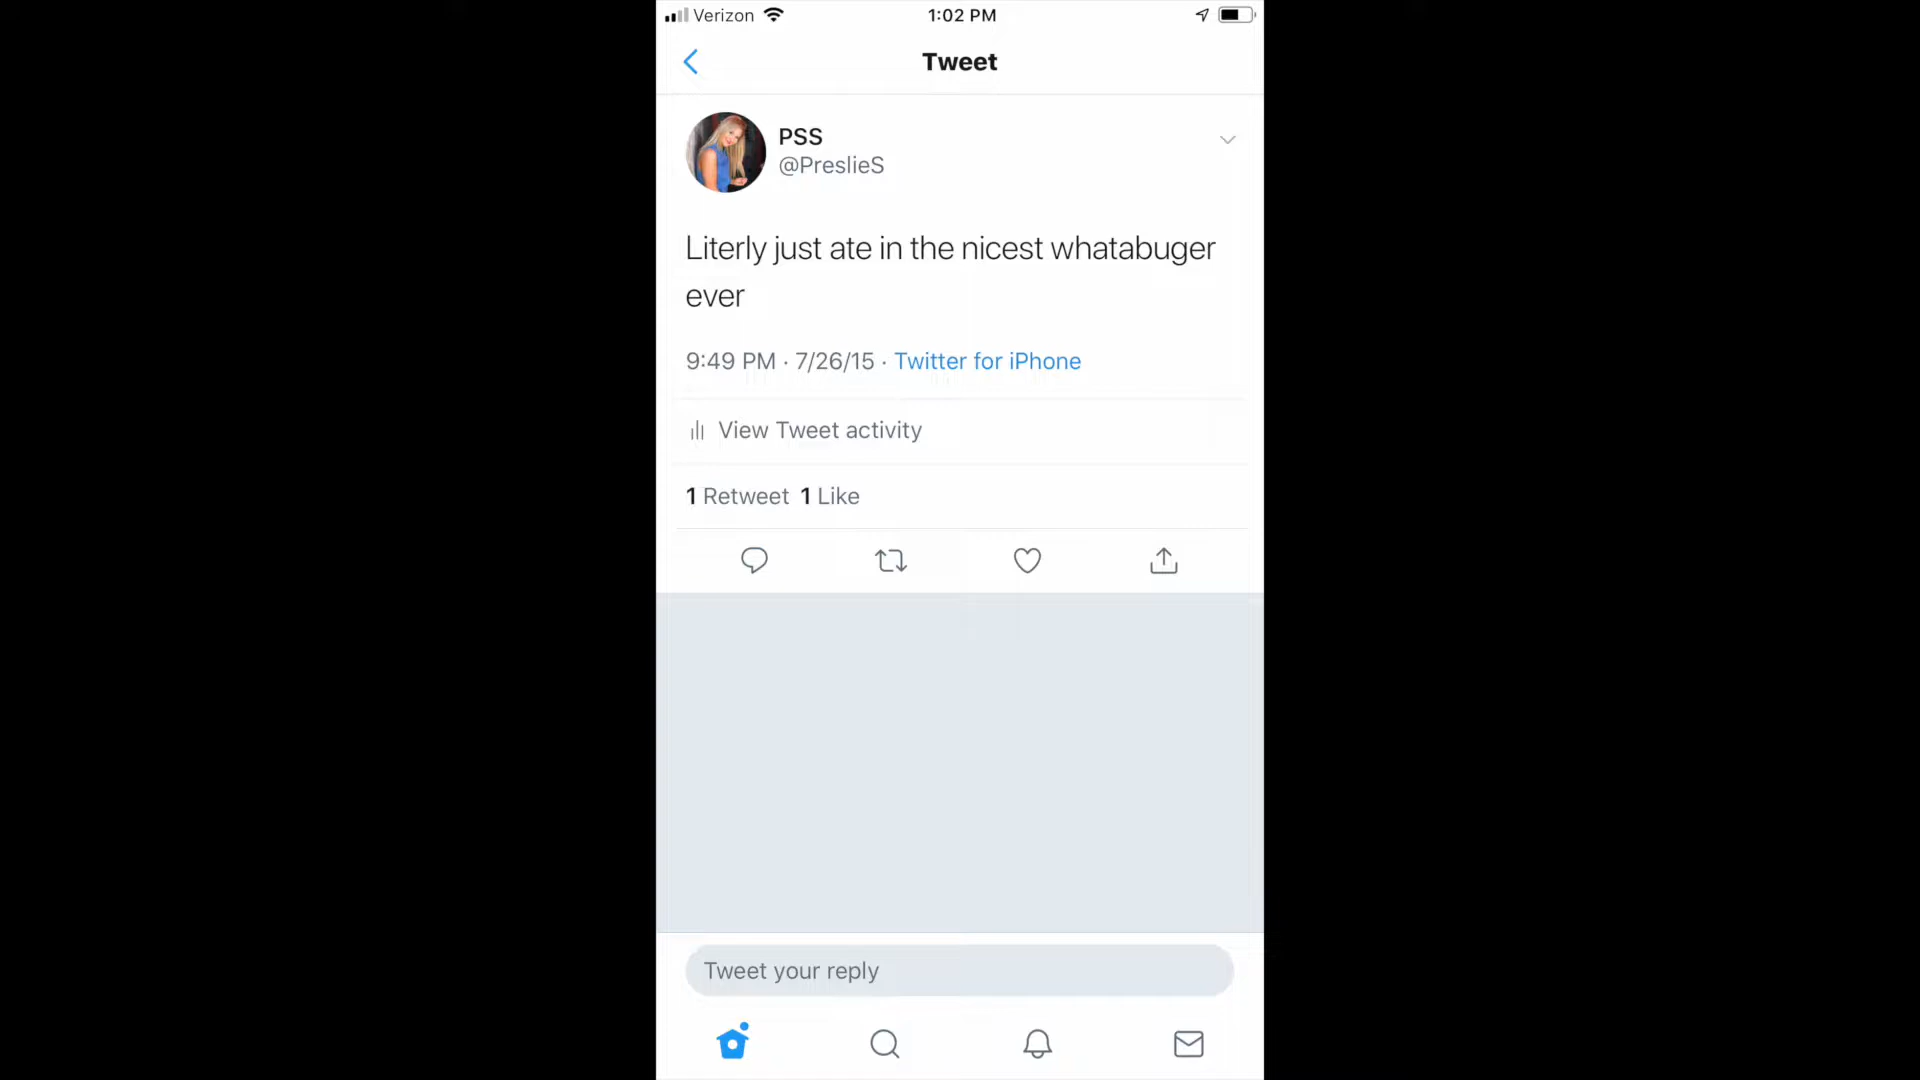 Verizon 1:02 PM
Tweet
PSS
@PreslieS
Literly just ate in the nicest whatabuger
ever
9:49 PM · 7/26/15 · Twitter for iPhone
View Tweet activity
1 Retweet 1 Like
Tweet your reply